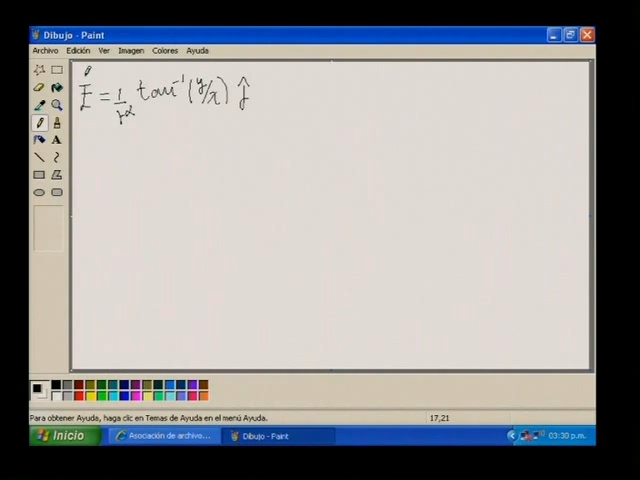 Dibujo - Paint
Archivo Edición Ver Imagen Colores Ayuda
E = 1/r^α tan⁻¹ (y/x) ĵ
Para obtener Ayuda, haga clic en Temas de Ayuda en el menú Ayuda. 17,21
Inicio Asociación de archivo... Dibujo - Paint 03:30 p.m.